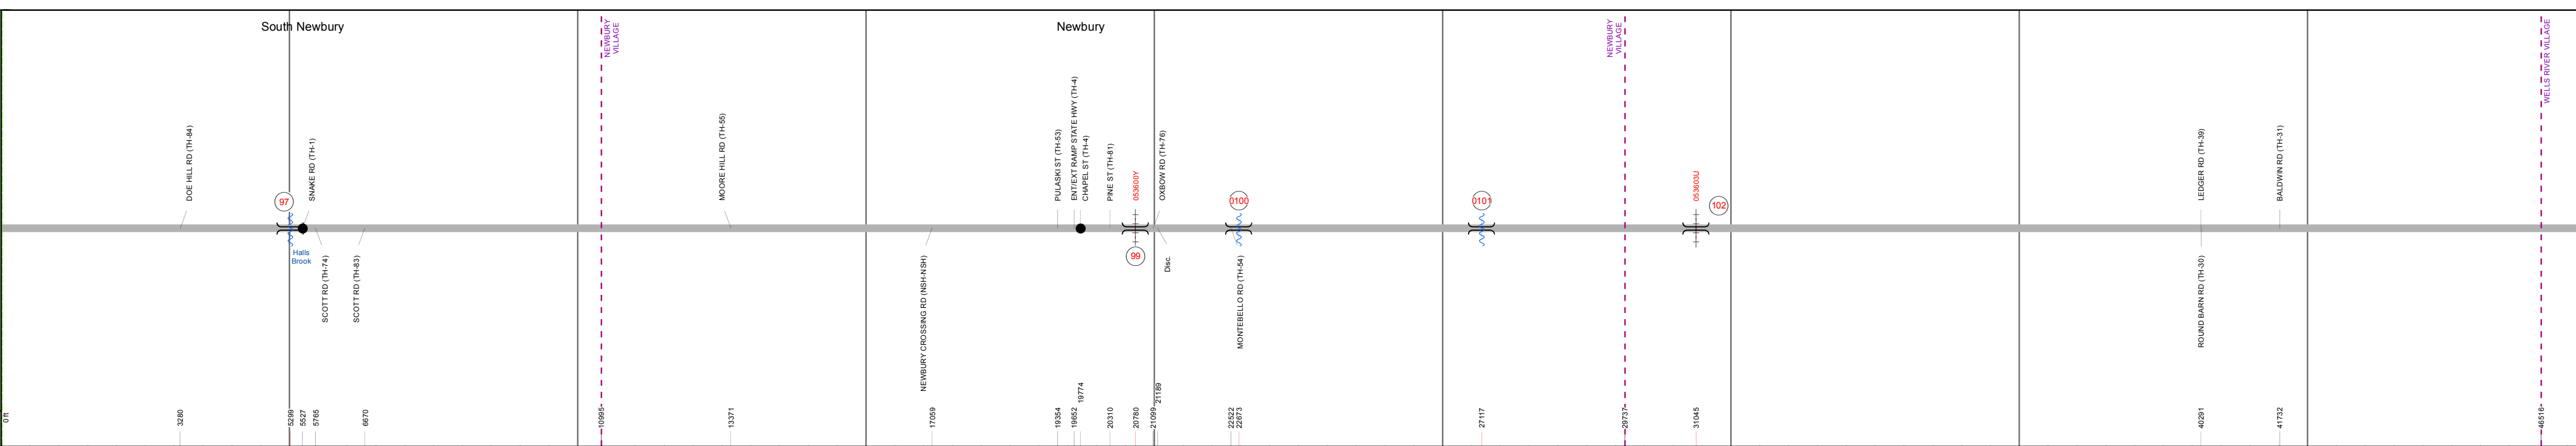 South Newbury
Newbury
NEWBURY
VILLAGE
NEWBURY
VILLAGE
WELLS RIVER VILLAGE
DOE HILL RD (TH-84)
SNAKE RD (TH-1)
MOORE HILL RD (TH-55)
PULASKI ST (TH-53)
ENT/EXT RAMP STATE HWY (TH-4)
CHAPEL ST (TH-4)
PINE ST (TH-81)
053600Y
OXBOW RD (TH-76)
053603U
LEDGER RD (TH-39)
BALDWIN RD (TH-31)
97
0100
0101
102
Halls
Brook
99
SCOTT RD (TH-74)
SCOTT RD (TH-83)
NEWBURY CROSSING RD (NSH-NSH)
Disc.
MONTEBELLO RD (TH-54)
ROUND BARN RD (TH-30)
0 ft
3280
5299
5527
5765
6670
10995
13371
17059
19354
19652
19774
20310
20780
21099
21189
22522
22673
27117
29737
31045
40291
41732
46516